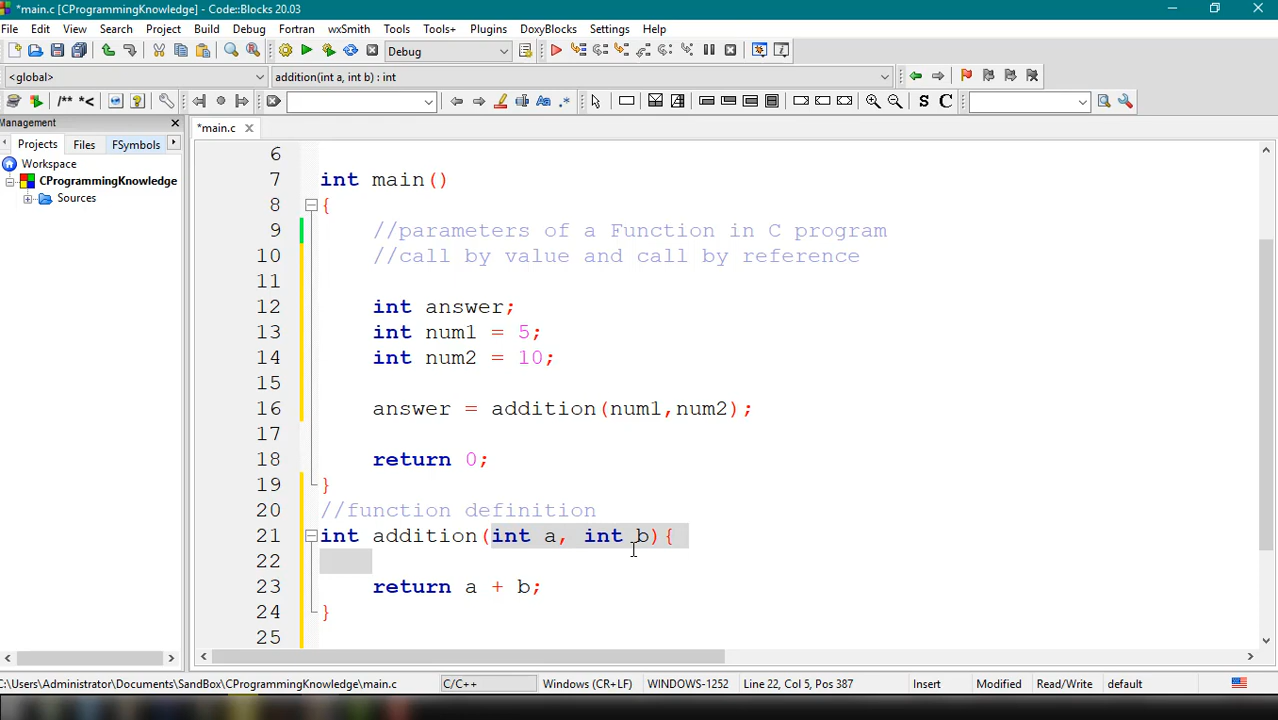 *main.c [CProgrammingKnowledge] - Code::Blocks 20.03
File Edit View Search Project Build Debug Fortran wxSmith Tools Tools+ Plugins DoxyBlocks Settings Help
Debug
<global> addition(int a, int b) : int
/** *< S C
Management
Projects Files FSymbols
*main.c
Workspace
CProgrammingKnowledge
Sources
6
7 int main()
8 {
9 //parameters of a Function in C program
10 //call by value and call by reference
11
12 int answer;
13 int num1 = 5;
14 int num2 = 10;
15
16 answer = addition(num1,num2);
17
18 return 0;
19 }
20 //function definition
21 int addition(int a, int b){
22
23 return a + b;
24 }
25
C:\Users\Administrator\Documents\SandBox\CProgrammingKnowledge\main.c C/C++ Windows (CR+LF) WINDOWS-1252 Line 22, Col 5, Pos 387 Insert Modified Read/Write default